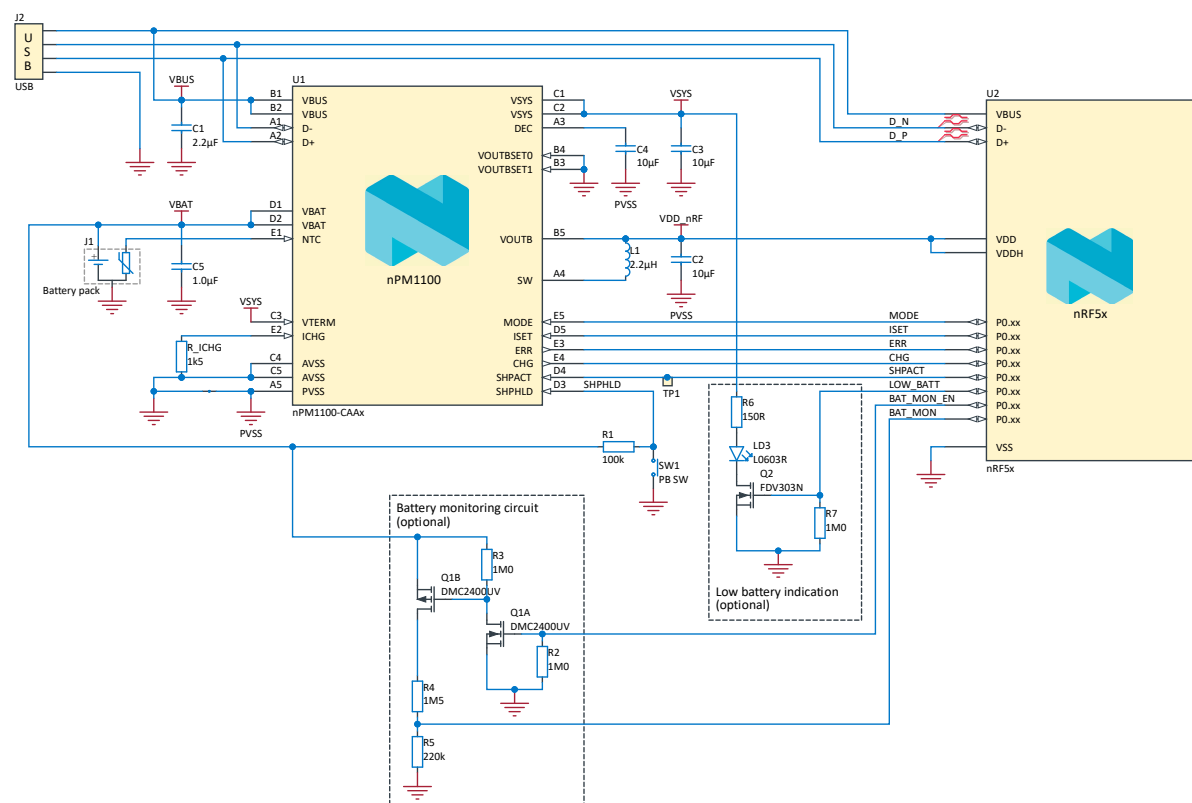 J2
U
S
B
USB
VBUS
C1
2.2µF
U1
B1 VBUS
B2 VBUS
A1 D-
A2 D+
D1 VBAT
D2 VBAT
E1 NTC
C3 VTERM
E2 ICHG
C4 AVSS
C5 AVSS
A5 PVSS
nPM1100
VSYS C1
VSYS C2
DEC A3
VOUTBSET0 B4
VOUTBSET1 B3
VOUTB B5
SW A4
MODE E5
ISET D5
ERR E3
CHG E4
SHPACT D4
SHPHLD D3
nPM1100-CAAx
VBAT
J1
+
Battery pack
C5
1.0µF
VSYS
R_ICHG
1k5
PVSS
VSYS
C4
10µF
PVSS
C3
10µF
VDD_nRF
L1
2.2µH
C2
10µF
PVSS
SHPHLD
TP1
R1
100k
SW1
PB SW
U2
D_N
D_P
MODE
ISET
ERR
CHG
SHPACT
LOW_BATT
BAT_MON_EN
BAT_MON
VBUS
D-
D+
VDD
VDDH
nRF5x
P0.xx
P0.xx
P0.xx
P0.xx
P0.xx
P0.xx
P0.xx
P0.xx
VSS
nRF5x
R6
150R
LD3
L0603R
Q2
FDV303N
R7
1M0
Low battery indication
(optional)
Battery monitoring circuit
(optional)
R3
1M0
Q1B
DMC2400UV
Q1A
DMC2400UV
R2
1M0
R4
1M5
R5
220k